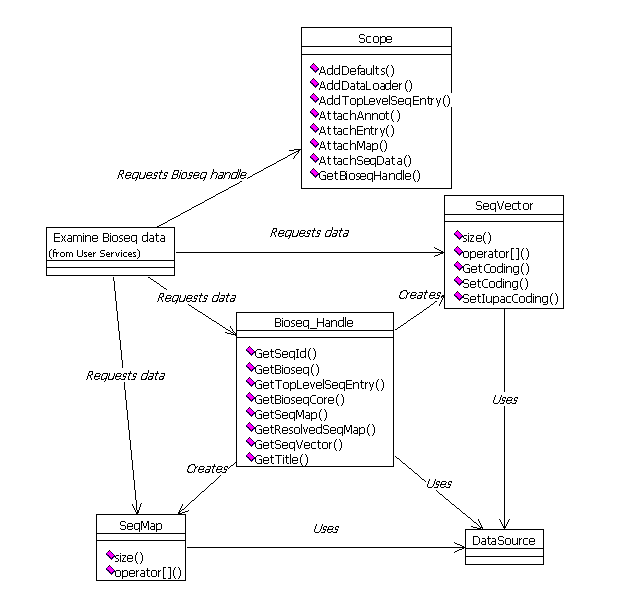 Scope
AddDefaults()
AddDataLoader()
AddTopLevelSeqEntry()
AttachAnnot()
AttachEntry()
AttachMap()
AttachSeqData()
GetBioseqHandle()
Requests Bioseq handle
SeqVector
size()
operator[]()
GetCoding()
SetCoding()
SetIupacCoding()
Examine Bioseq data
(from User Services)
Requests data
Requests data
Creates
Bioseq_Handle
GetSeqId()
GetBioseq()
GetTopLevelSeqEntry()
GetBioseqCore()
GetSeqMap()
GetResolvedSeqMap()
GetSeqVector()
GetTitle()
Requests data
Uses
Creates
Uses
SeqMap
size()
operator[]()
Uses
DataSource